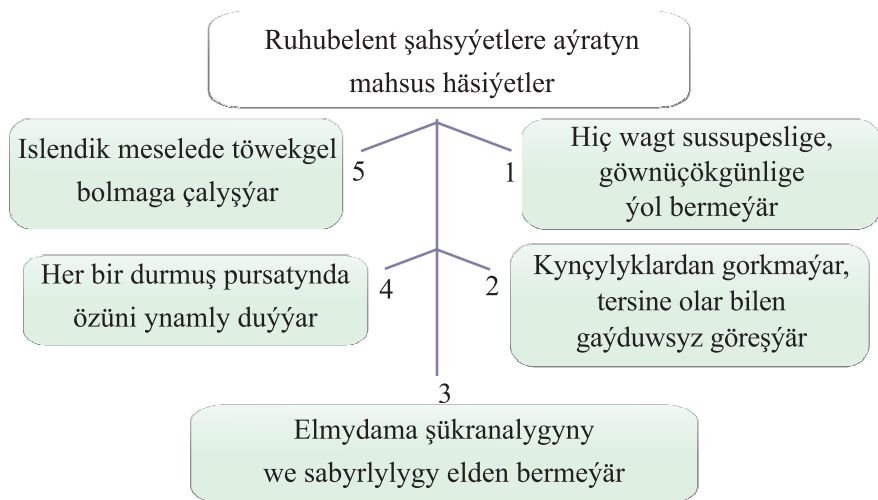 Ruhubelent şahsyýetlere aýratyn
mahsus häsiýetler
Islendik meselede töwekgel
bolmaga çalyşýar
5
1
Hiç wagt sussupeslige,
göwnüçökgünlige
ýol bermeýär
Her bir durmuş pursatynda
özüni ynamly duýýar
4
2
Kynçylyklardan gorkmaýar,
tersine olar bilen
gaýduwsyz göreşýär
3
Elmydama şükranalygyny
we sabyrlylygy elden bermeýär